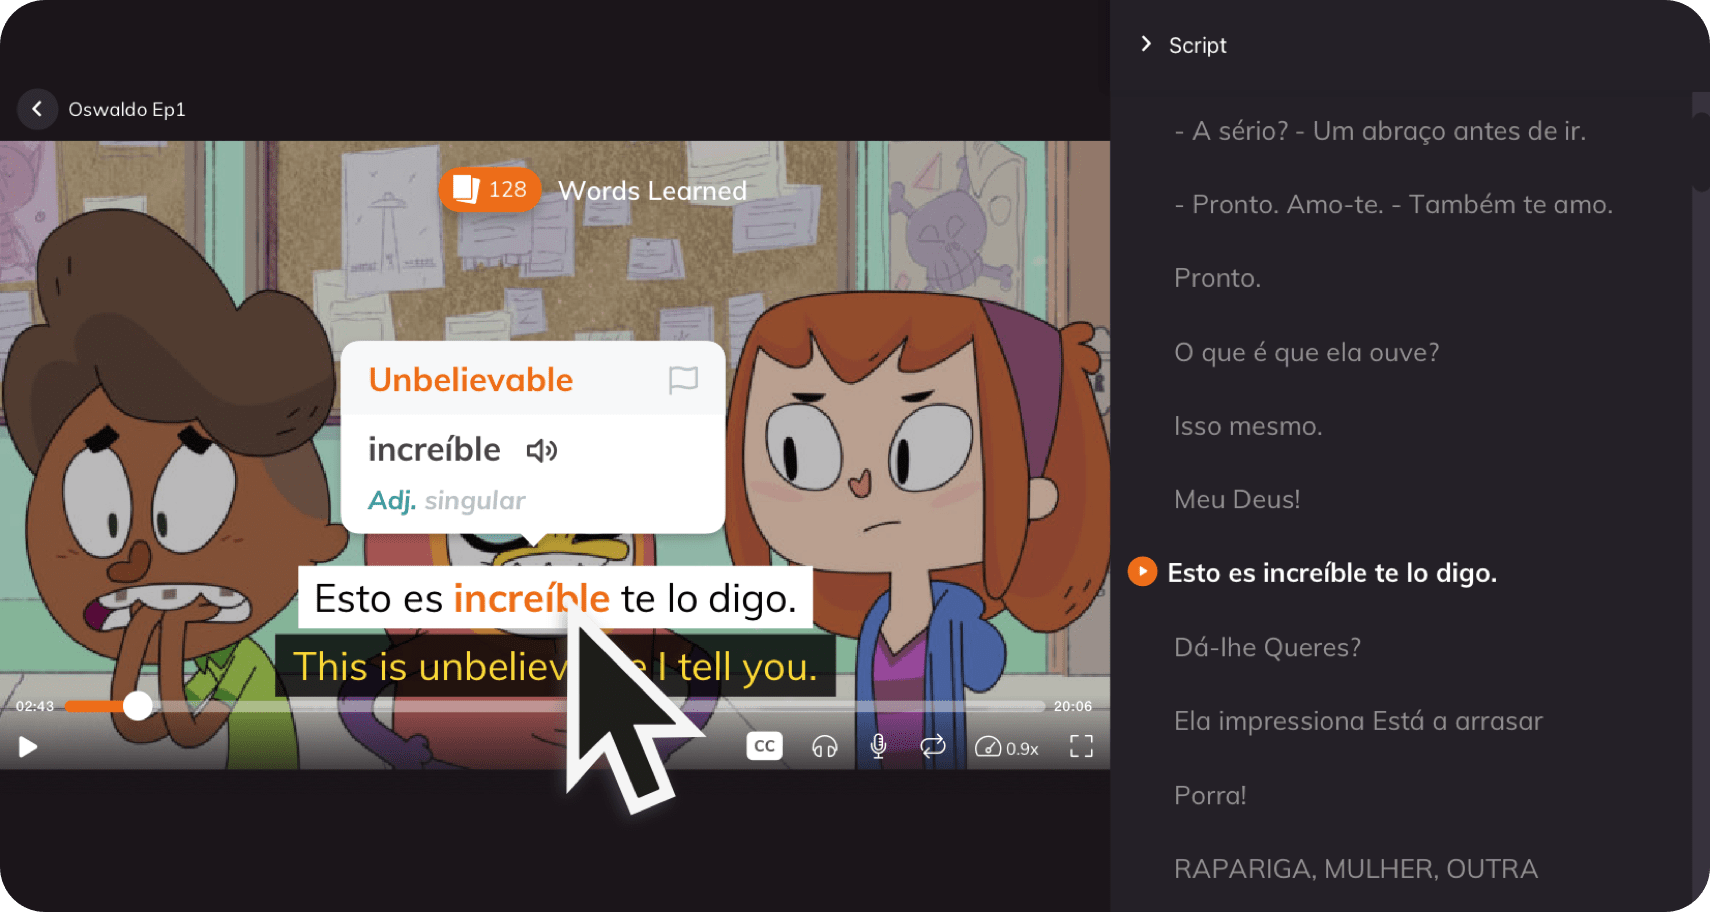 Oswaldo Ep1
128 Words Learned
Unbelievable
increíble
Adj. singular
Esto es increíble te lo digo.
This is unbeliev e I tell you.
02:43
20:06
CC
0.9x
Script
- A sério? - Um abraço antes de ir.
- Pronto. Amo-te. - Também te amo.
Pronto.
O que é que ela ouve?
Isso mesmo.
Meu Deus!
Esto es increíble te lo digo.
Dá-lhe Queres?
Ela impressiona Está a arrasar
Porra!
RAPARIGA, MULHER, OUTRA